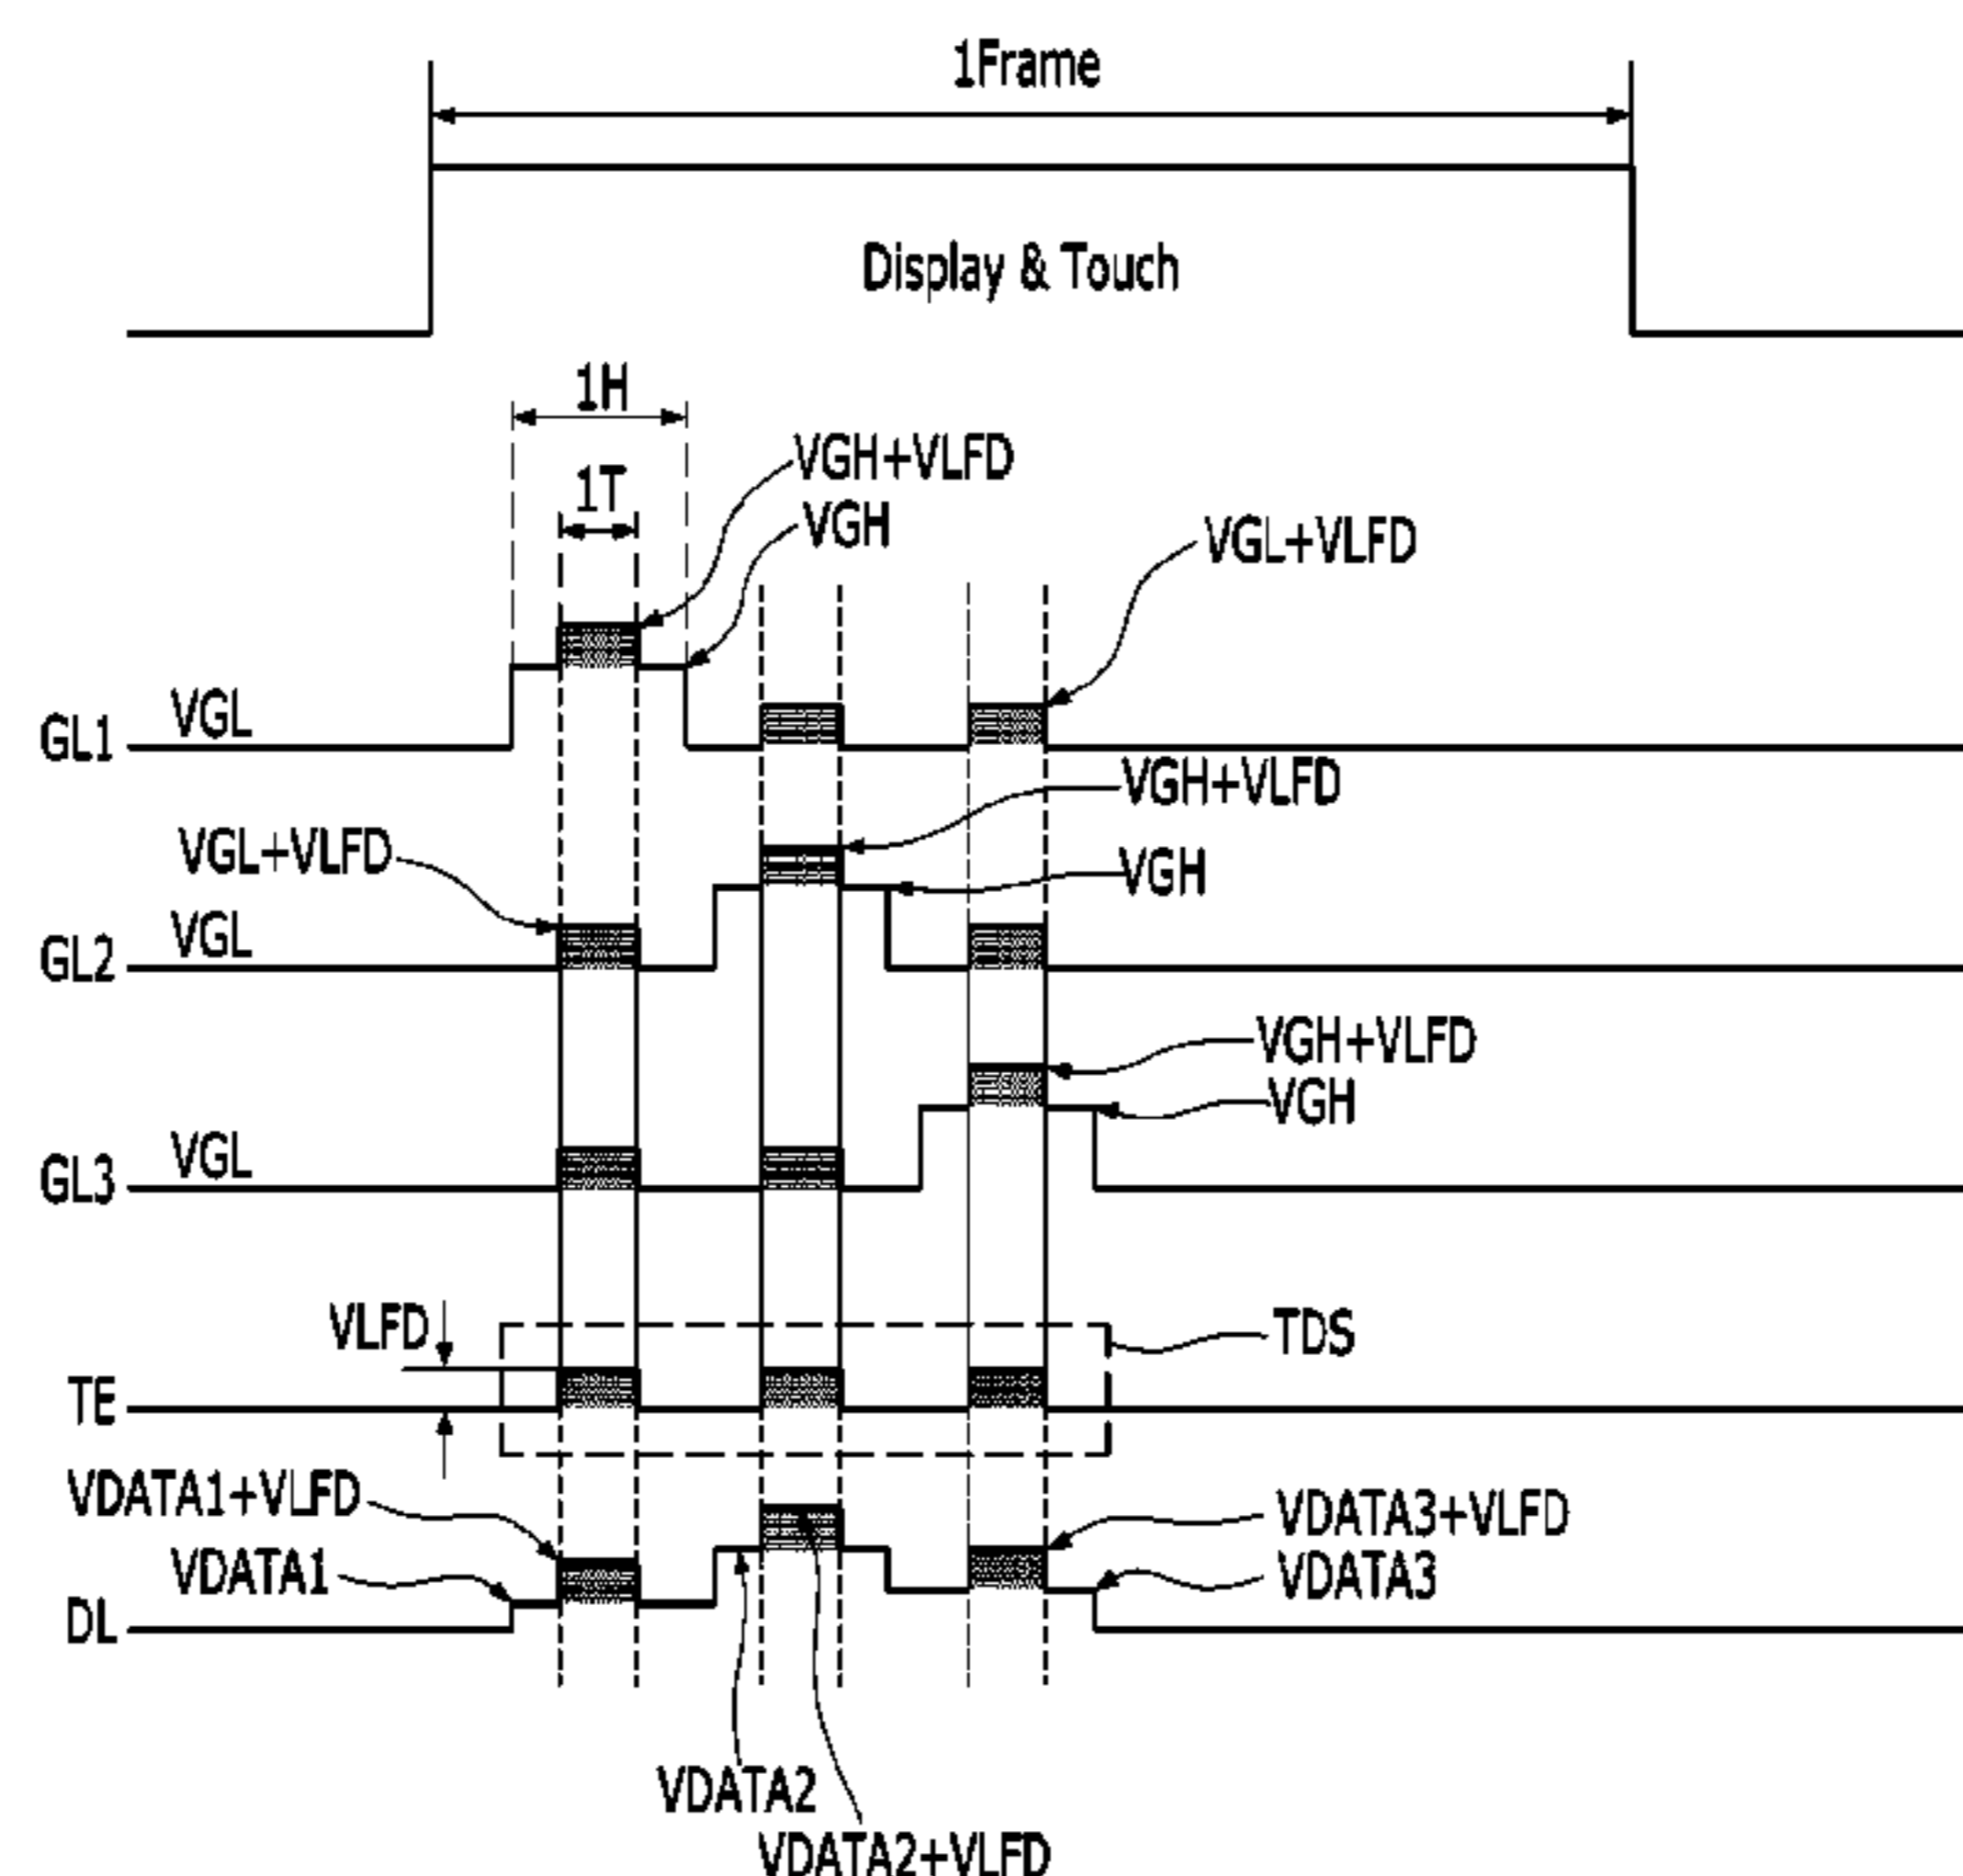 1Frame
Display & Touch
1H
VGH+VLFD
1T
VGH
VGL+VLFD
VGL
GL1
VGH+VLFD
VGL+VLFD
VGH
VGL
GL2
VGH+VLFD
VGH
VGL
GL3
VLFD
TDS
TE
VDATA1+VLFD
VDATA3+VLFD
VDATA1
VDATA3
DL
VDATA2
VDATA2+VLFD